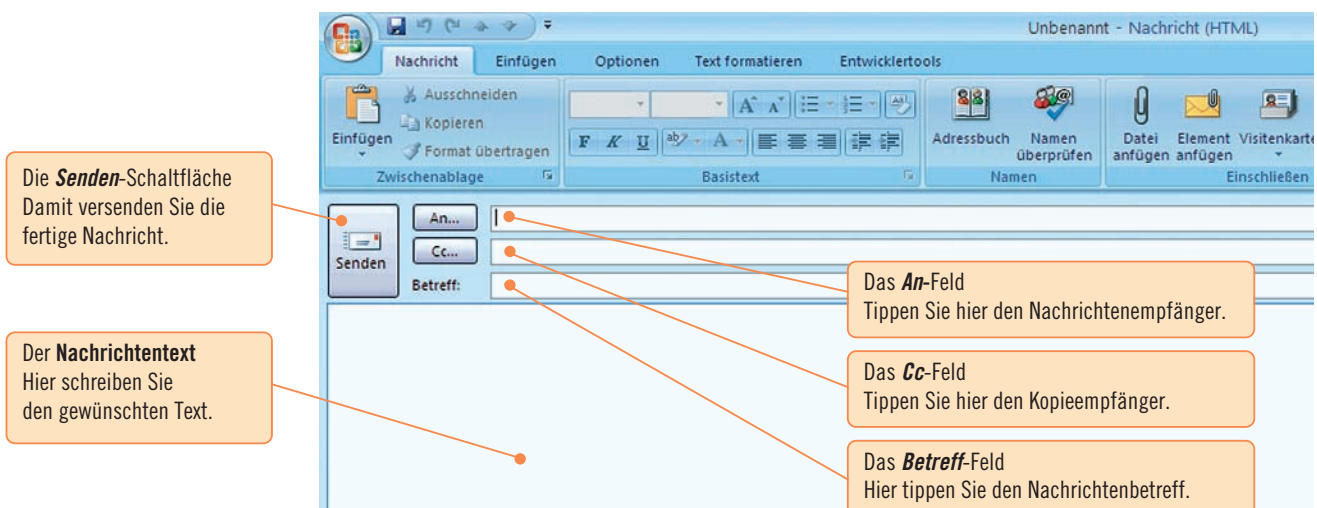 Unbenannt - Nachricht (HTML)
Nachricht Einfügen Optionen Text formatieren Entwicklertools
Einfügen
Ausschneiden
Kopieren
Format übertragen
Zwischenablage
F K U
Basistext
Adressbuch
Namen
überprüfen
Namen
Datei
anfügen
Element
anfügen
Visitenkarte
Einschließen
Die Senden-Schaltfläche
Damit versenden Sie die
fertige Nachricht.
Senden
An...
Cc...
Betreff:
Das An-Feld
Tippen Sie hier den Nachrichtenempfänger.
Der Nachrichtentext
Hier schreiben Sie
den gewünschten Text.
Das Cc-Feld
Tippen Sie hier den Kopieempfänger.
Das Betreff-Feld
Hier tippen Sie den Nachrichtenbetreff.